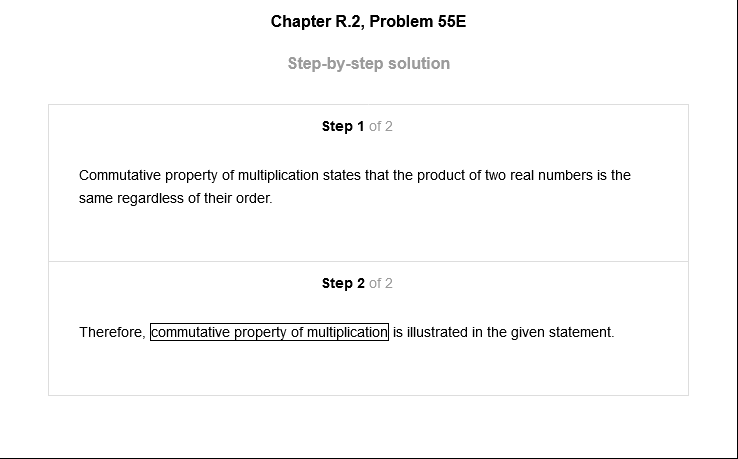 Chapter R.2, Problem 55E
Step-by-step solution
Step 1 of 2
Commutative property of multiplication states that the product of two real numbers is the
same regardless of their order.
Step 2 of 2
Therefore, commutative property of multiplication is illustrated in the given statement.